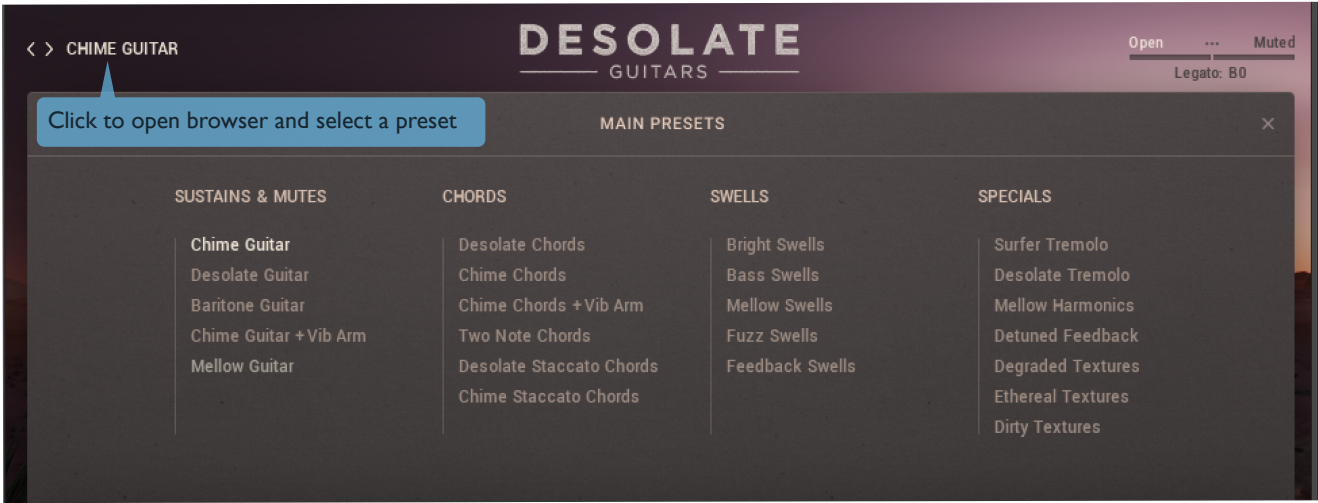 < > CHIME GUITAR
DESOLATE
GUITARS
Open ... Muted
Legato: B0
Click to open browser and select a preset
MAIN PRESETS
×
SUSTAINS & MUTES
Chime Guitar
Desolate Guitar
Baritone Guitar
Chime Guitar +Vib Arm
Mellow Guitar
CHORDS
Desolate Chords
Chime Chords
Chime Chords +Vib Arm
Two Note Chords
Desolate Staccato Chords
Chime Staccato Chords
SWELLS
Bright Swells
Bass Swells
Mellow Swells
Fuzz Swells
Feedback Swells
SPECIALS
Surfer Tremolo
Desolate Tremolo
Mellow Harmonics
Detuned Feedback
Degraded Textures
Ethereal Textures
Dirty Textures